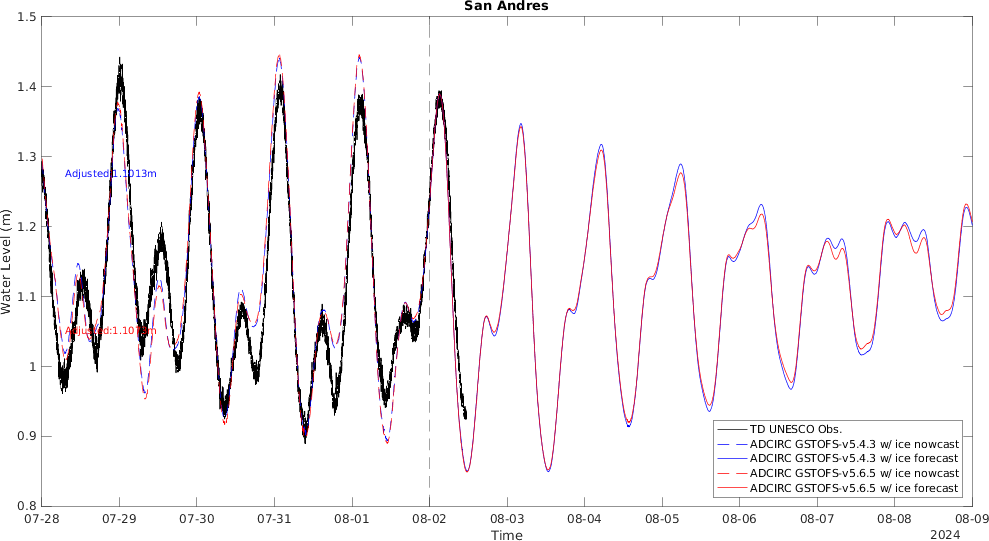 San Andres
1.5
1.4
1.3
1.2
1.1
1
0.9
0.8
Water Level (m)
Adjusted:1.1013m
TD UNESCO Obs.
ADCIRC GSTOFS-v5.4.3 w/ ice nowcast
ADCIRC GSTOFS-v5.4.3 w/ ice forecast
ADCIRC GSTOFS-v5.6.5 w/ ice nowcast
ADCIRC GSTOFS-v5.6.5 w/ ice forecast
07-28 07-29 07-30 07-31 08-01 08-02 08-03 08-04 08-05 08-06 08-07 08-08 08-09
Time
2024